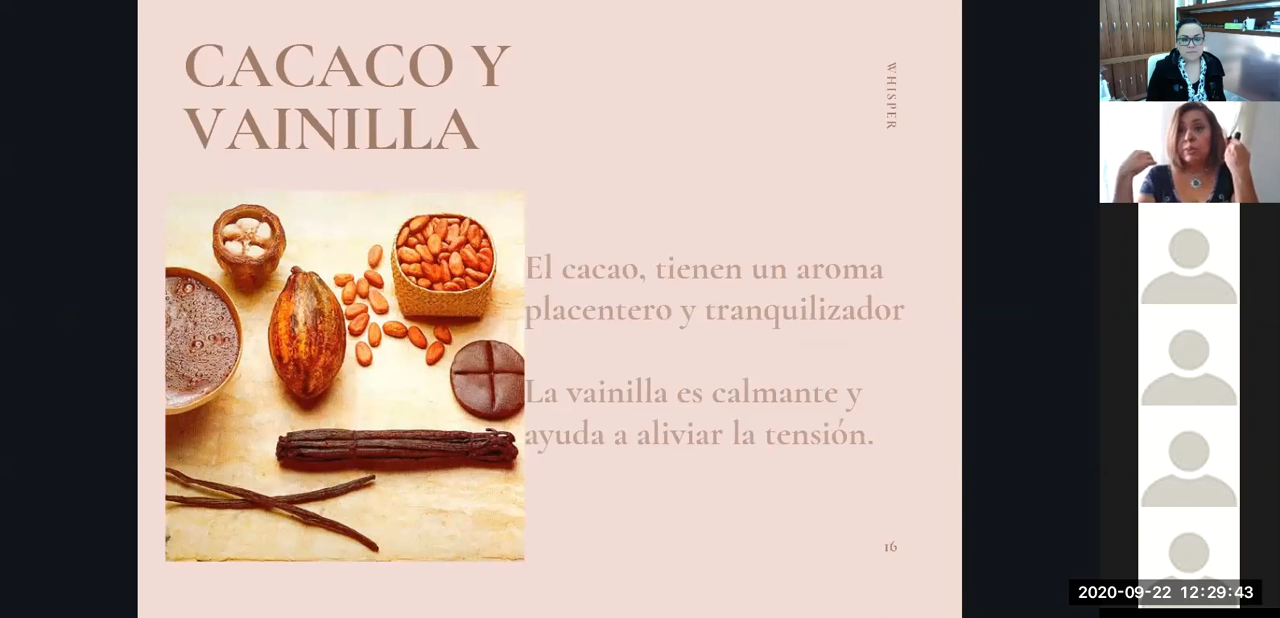 CACACO Y
VAINILLA
WHISPER
El cacao, tienen un aroma
placentero y tranquilizador
La vainilla es calmante y
ayuda a aliviar la tensión.
16
2020-09-22 12:29:43